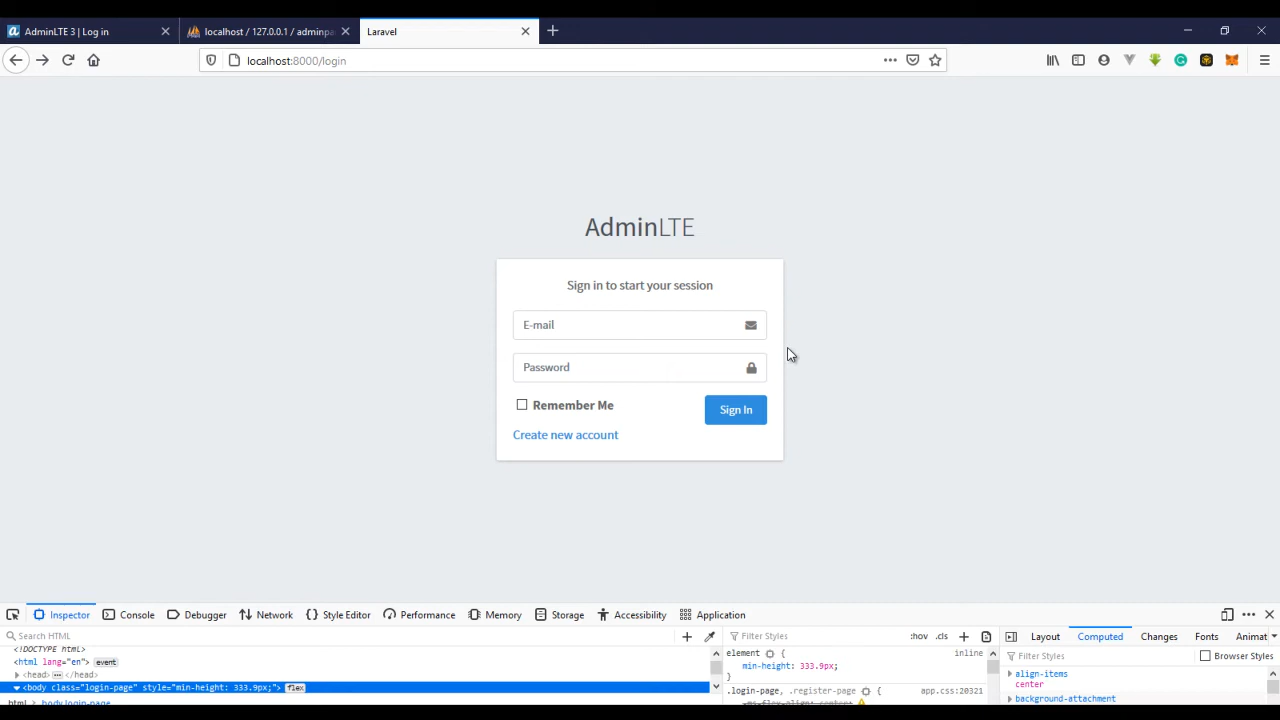 AdminLTE 3 | Log in
localhost / 127.0.0.1 / adminpa
Laravel
localhost:8000/login
AdminLTE
Sign in to start your session
E-mail
Password
Remember Me
Sign In
Create new account
Inspector Console Debugger Network Style Editor Performance Memory Storage Accessibility Application
Search HTML
Filter Styles
:hov .cls
Layout Computed Changes Fonts Animat
<!DOCTYPE html>
<html lang="en"> event
<head> </head>
<body class="login-page" style="min-height: 333.9px;"> flex
html
body.login-page
element { inline
min-height: 333.9px;
}
.login-page, .register-page { app.css:20321
-ms-flex-align: center;
Filter Styles
Browser Styles
align-items
center
background-attachment